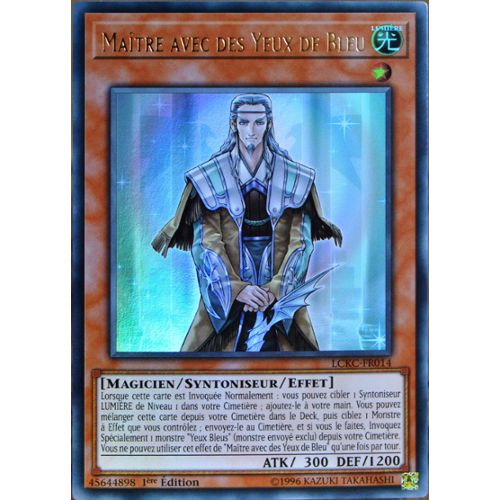 MAÎTRE AVEC DES YEUX DE BLEU
LUMIÈRE
光
LCKC-FR014
[MAGICIEN/SYNTONISEUR/EFFET]
Lorsque cette carte est Invoquée Normalement : vous pouvez cibler 1 Syntoniseur
LUMIÈRE de Niveau 1 dans votre Cimetière ; ajoutez-le à votre main. Vous pouvez
mélanger cette carte depuis votre Cimetière dans le Deck, puis ciblez 1 Monstre
à Effet que vous contrôlez ; envoyez-le au Cimetière, et si vous le faites, Invoquez
Spécialement 1 monstre "Yeux Bleus" (monstre envoyé exclu) depuis votre Cimetière.
Vous ne pouvez utiliser cet effet de "Maître avec des Yeux de Bleu" qu'une fois par tour.
ATK/ 300 DEF/1200
45644898 1ère Edition ©1996 KAZUKI TAKAHASHI